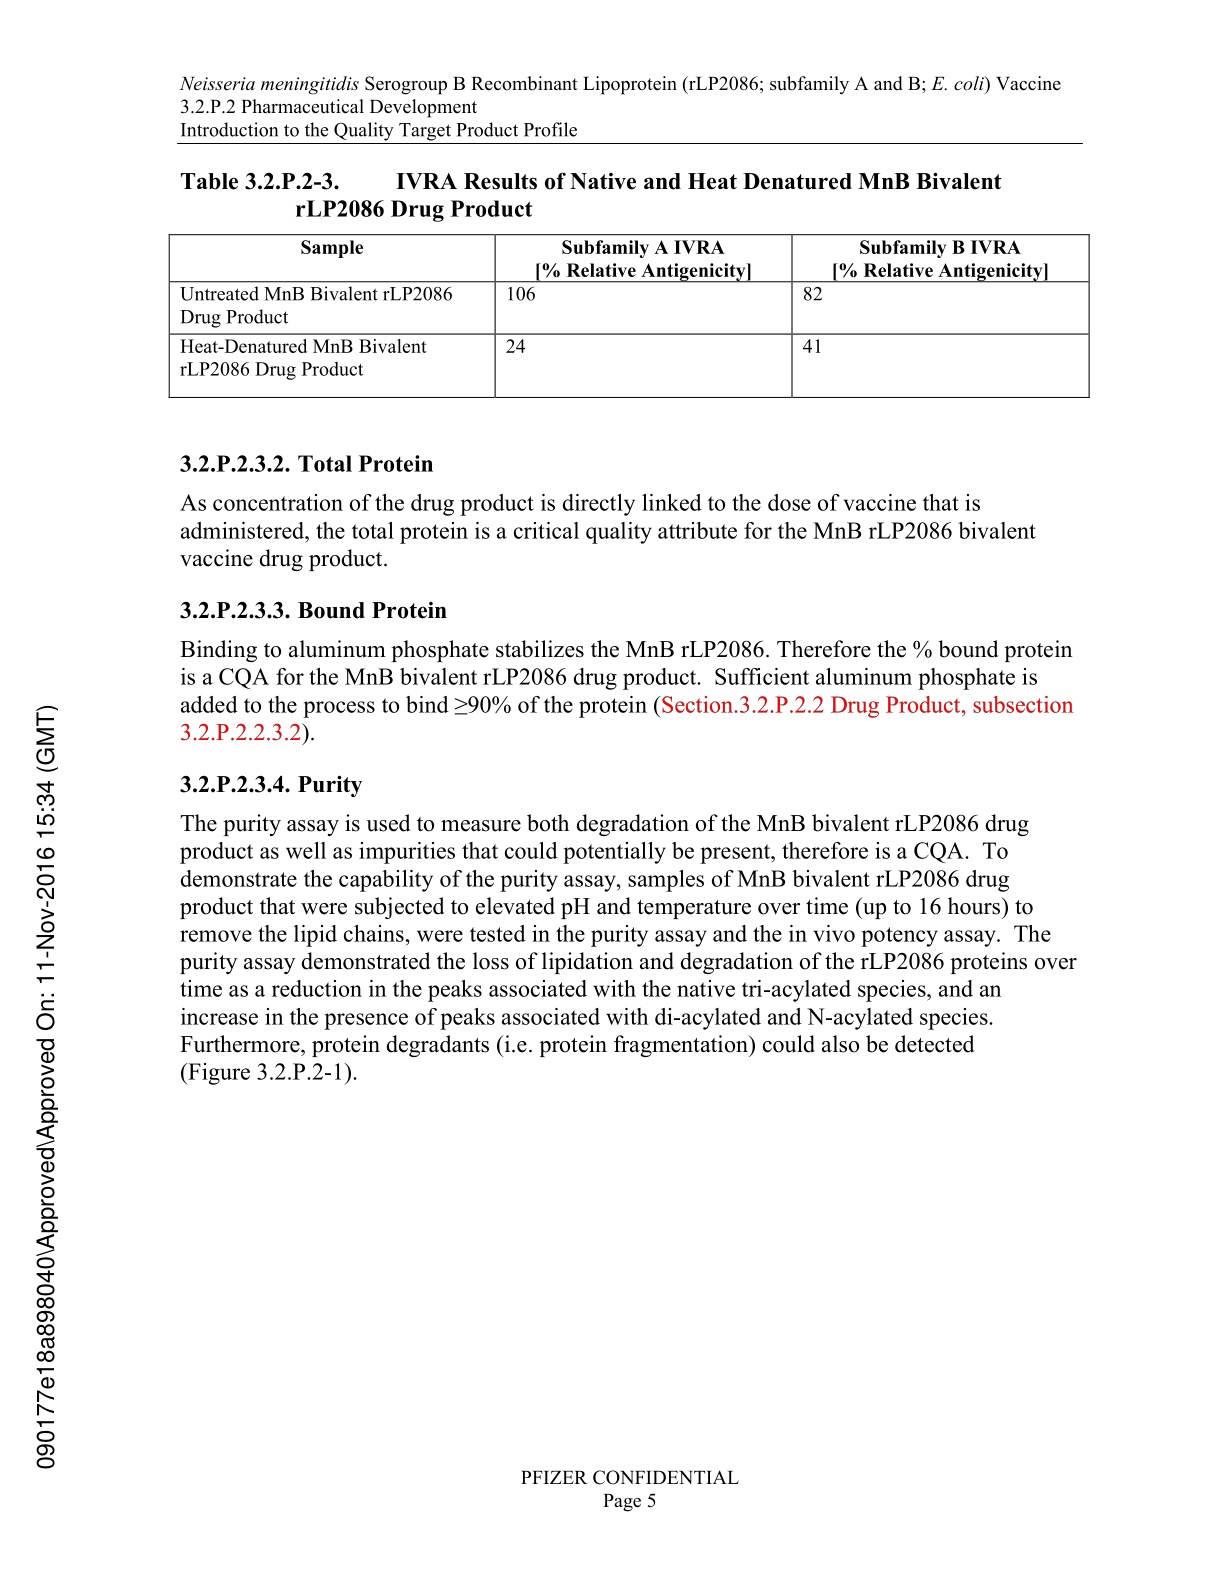 Neisseria meningitidis Serogroup B Recombinant Lipoprotein (rLP2086; subfamily A and B; E. coli) Vaccine
3.2.P.2 Pharmaceutical Development
Introduction to the Quality Target Product Profile
Table 3.2.P.2-3. IVRA Results of Native and Heat Denatured MnB Bivalent
rLP2086 Drug Product
Sample
Subfamily A IVRA
[% Relative Antigenicity]
Subfamily B IVRA
[% Relative Antigenicity]
Untreated MnB Bivalent rLP2086
Drug Product
106
82
Heat-Denatured MnB Bivalent
rLP2086 Drug Product
24
41
3.2.P.2.3.2. Total Protein
As concentration of the drug product is directly linked to the dose of vaccine that is
administered, the total protein is a critical quality attribute for the MnB rLP2086 bivalent
vaccine drug product.
3.2.P.2.3.3. Bound Protein
Binding to aluminum phosphate stabilizes the MnB rLP2086. Therefore the % bound protein
is a CQA for the MnB bivalent rLP2086 drug product. Sufficient aluminum phosphate is
added to the process to bind ≥90% of the protein (Section.3.2.P.2.2 Drug Product, subsection
3.2.P.2.2.3.2).
3.2.P.2.3.4. Purity
The purity assay is used to measure both degradation of the MnB bivalent rLP2086 drug
product as well as impurities that could potentially be present, therefore is a CQA. To
demonstrate the capability of the purity assay, samples of MnB bivalent rLP2086 drug
product that were subjected to elevated pH and temperature over time (up to 16 hours) to
remove the lipid chains, were tested in the purity assay and the in vivo potency assay. The
purity assay demonstrated the loss of lipidation and degradation of the rLP2086 proteins over
time as a reduction in the peaks associated with the native tri-acylated species, and an
increase in the presence of peaks associated with di-acylated and N-acylated species.
Furthermore, protein degradants (i.e. protein fragmentation) could also be detected
(Figure 3.2.P.2-1).
090177e18a898040\Approved\Approved On: 11-Nov-2016 15:34 (GMT)
PFIZER CONFIDENTIAL
Page 5